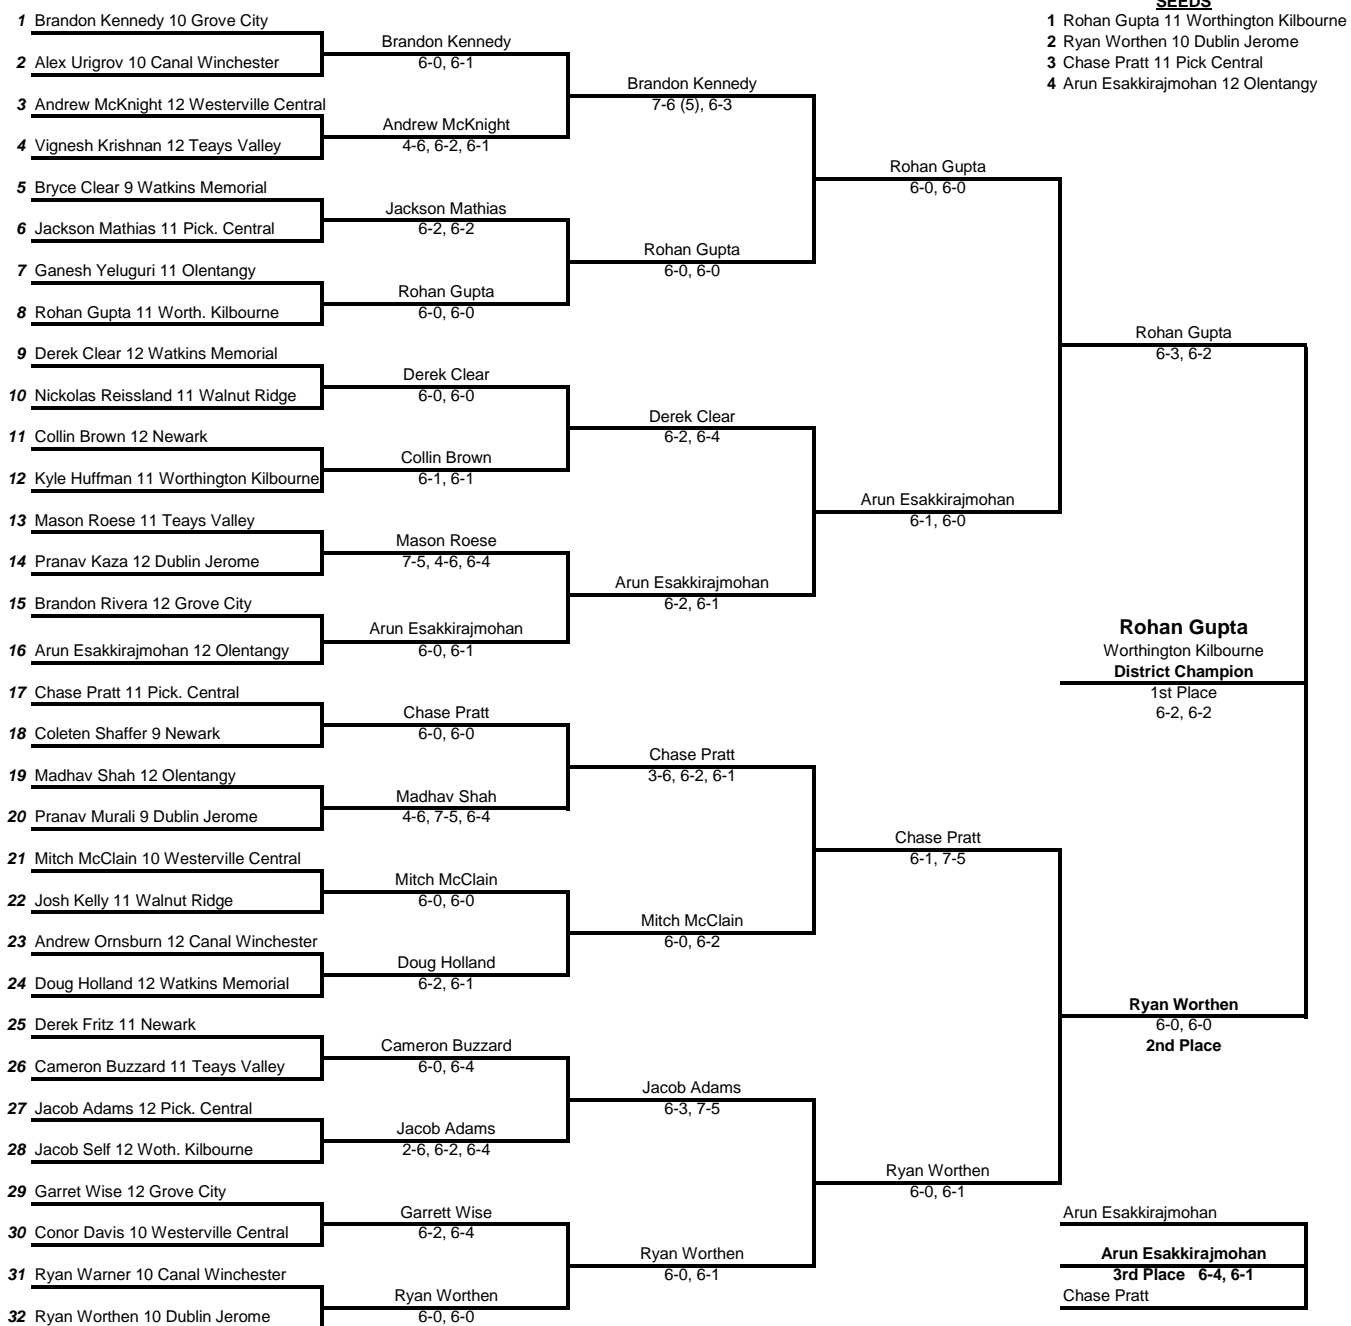 SEEDS
1 Rohan Gupta 11 Worthington Kilbourne
2 Ryan Worthen 10 Dublin Jerome
3 Chase Pratt 11 Pick Central
4 Arun Esakkirajmohan 12 Olentangy
1 Brandon Kennedy 10 Grove City
2 Alex Urigrov 10 Canal Winchester
3 Andrew McKnight 12 Westerville Central
4 Vignesh Krishnan 12 Teays Valley
5 Bryce Clear 9 Watkins Memorial
6 Jackson Mathias 11 Pick. Central
7 Ganesh Yeluguri 11 Olentangy
8 Rohan Gupta 11 Worth. Kilbourne
9 Derek Clear 12 Watkins Memorial
10 Nickolas Reissland 11 Walnut Ridge
11 Collin Brown 12 Newark
12 Kyle Huffman 11 Worthington Kilbourne
13 Mason Roese 11 Teays Valley
14 Pranav Kaza 12 Dublin Jerome
15 Brandon Rivera 12 Grove City
16 Arun Esakkirajmohan 12 Olentangy
17 Chase Pratt 11 Pick. Central
18 Coleten Shaffer 9 Newark
19 Madhav Shah 12 Olentangy
20 Pranav Murali 9 Dublin Jerome
21 Mitch McClain 10 Westerville Central
22 Josh Kelly 11 Walnut Ridge
23 Andrew Ornsburn 12 Canal Winchester
24 Doug Holland 12 Watkins Memorial
25 Derek Fritz 11 Newark
26 Cameron Buzzard 11 Teays Valley
27 Jacob Adams 12 Pick. Central
28 Jacob Self 12 Woth. Kilbourne
29 Garret Wise 12 Grove City
30 Conor Davis 10 Westerville Central
31 Ryan Warner 10 Canal Winchester
32 Ryan Worthen 10 Dublin Jerome
Brandon Kennedy
6-0, 6-1
Andrew McKnight
4-6, 6-2, 6-1
Jackson Mathias
6-2, 6-2
Rohan Gupta
6-0, 6-0
Derek Clear
6-0, 6-0
Collin Brown
6-1, 6-1
Mason Roese
7-5, 4-6, 6-4
Arun Esakkirajmohan
6-0, 6-1
Chase Pratt
6-0, 6-0
Madhav Shah
4-6, 7-5, 6-4
Mitch McClain
6-0, 6-0
Doug Holland
6-2, 6-1
Cameron Buzzard
6-0, 6-4
Jacob Adams
2-6, 6-2, 6-4
Garrett Wise
6-2, 6-4
Ryan Worthen
6-0, 6-0
Brandon Kennedy
7-6 (5), 6-3
Rohan Gupta
6-0, 6-0
Derek Clear
6-2, 6-4
Arun Esakkirajmohan
6-2, 6-1
Chase Pratt
3-6, 6-2, 6-1
Mitch McClain
6-0, 6-2
Jacob Adams
6-3, 7-5
Ryan Worthen
6-0, 6-1
Rohan Gupta
6-0, 6-0
Arun Esakkirajmohan
6-1, 6-0
Chase Pratt
6-1, 7-5
Ryan Worthen
6-0, 6-1
Rohan Gupta
6-3, 6-2
Rohan Gupta
Worthington Kilbourne
District Champion
1st Place
6-2, 6-2
Ryan Worthen
6-0, 6-0
2nd Place
Arun Esakkirajmohan
Arun Esakkirajmohan
3rd Place 6-4, 6-1
Chase Pratt